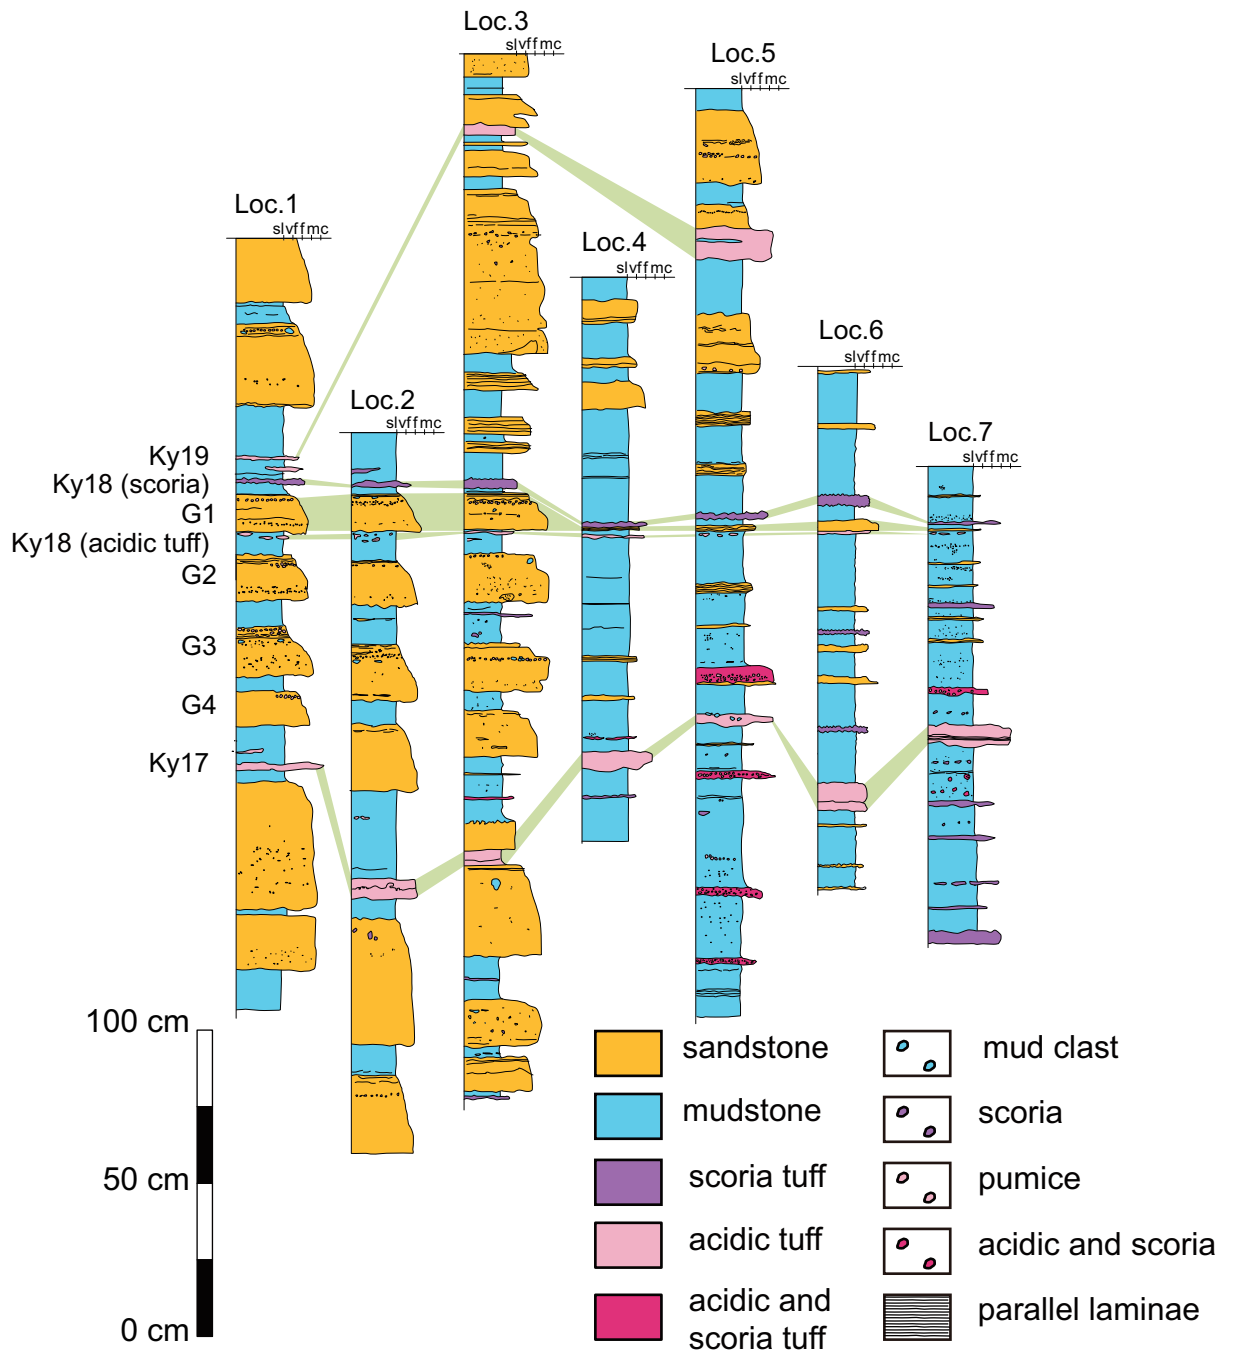 Loc.3
slvffmc
Loc.5
slvffmc
Loc.1
slvffmc
Loc.4
slvffmc
Loc.6
slvffmc
Loc.2
slvffmc
Loc.7
slvffmc
Ky19
Ky18 (scoria)
G1
Ky18 (acidic tuff)
G2
G3
G4
Ky17
100 cm
50 cm
0 cm
sandstone
mudstone
scoria tuff
acidic tuff
acidic and
scoria tuff
mud clast
scoria
pumice
acidic and scoria
parallel laminae